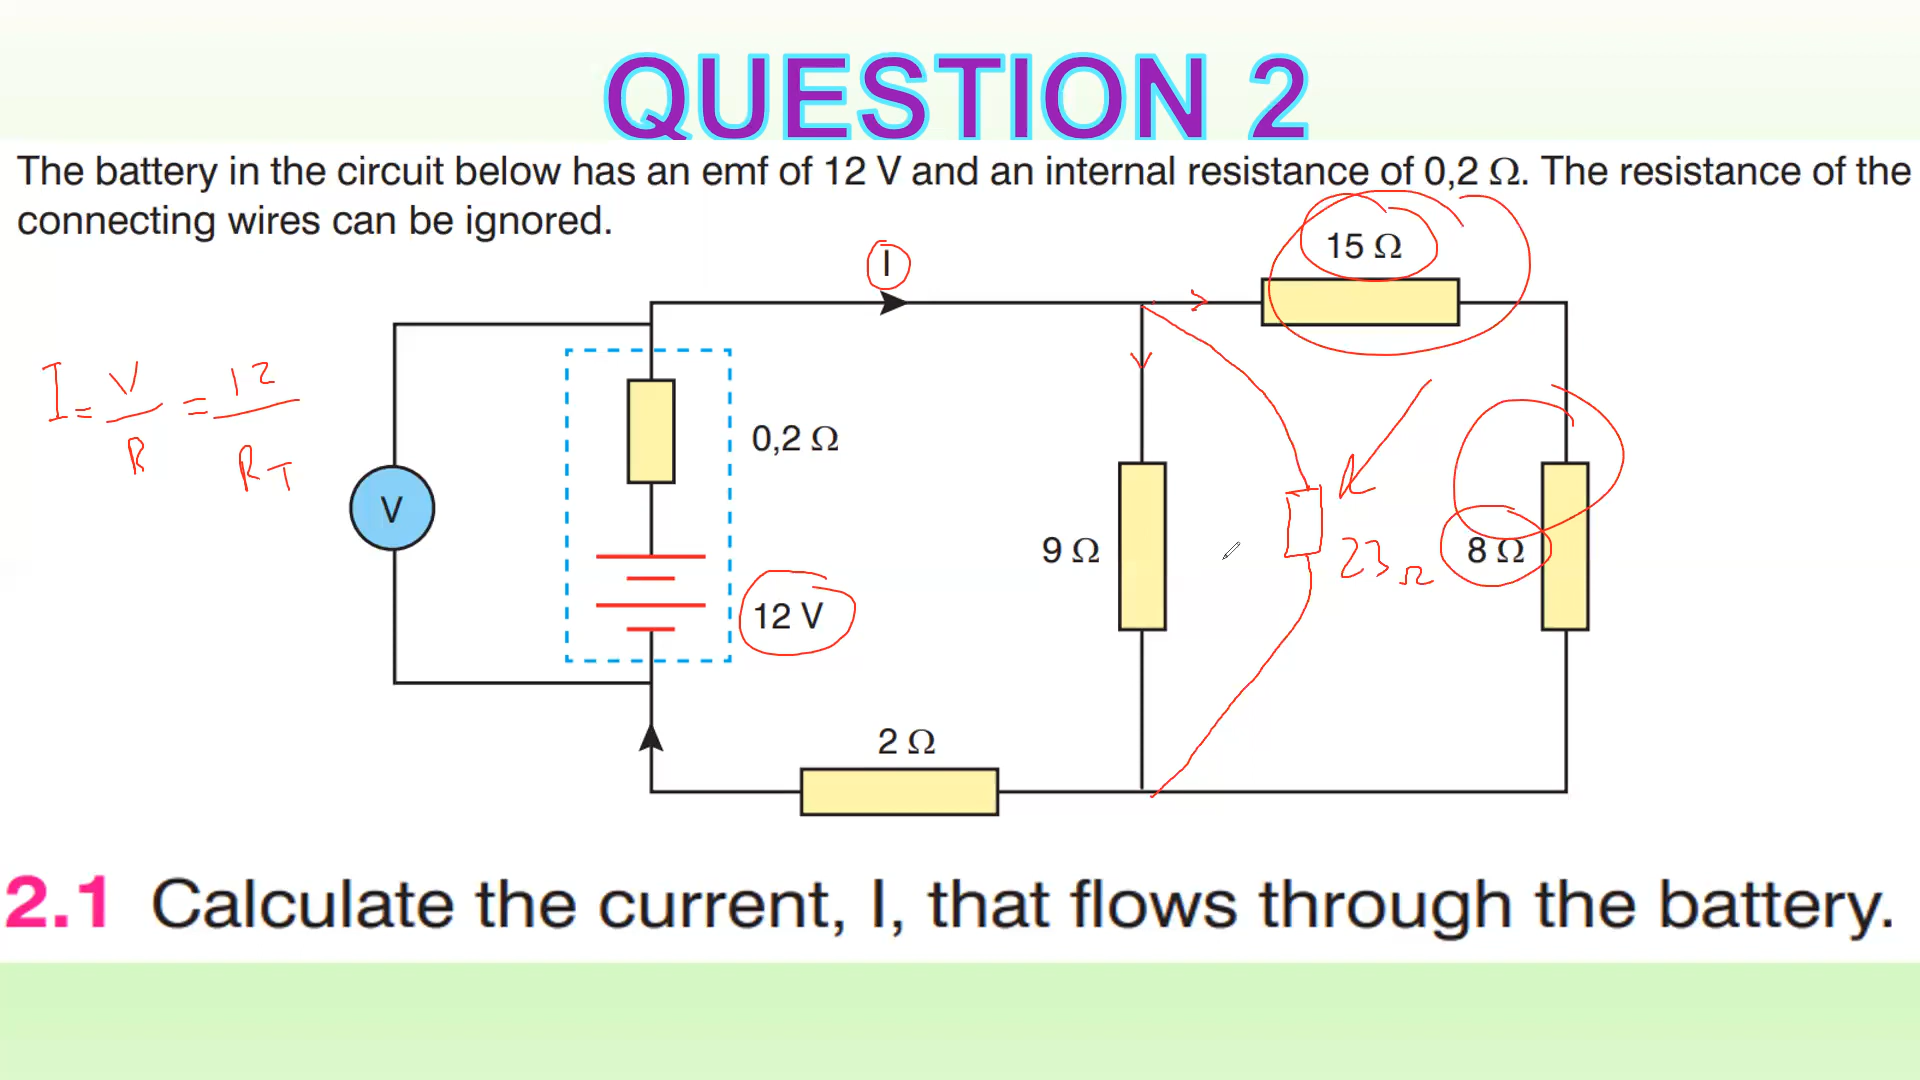 QUESTION 2
The battery in the circuit below has an emf of 12 V and an internal resistance of 0,2 Ω. The resistance of the
connecting wires can be ignored.
I
15 Ω
I = V/R = 12/R_T
0,2 Ω
V
9 Ω
23 Ω
8 Ω
12 V
2 Ω
2.1 Calculate the current, I, that flows through the battery.